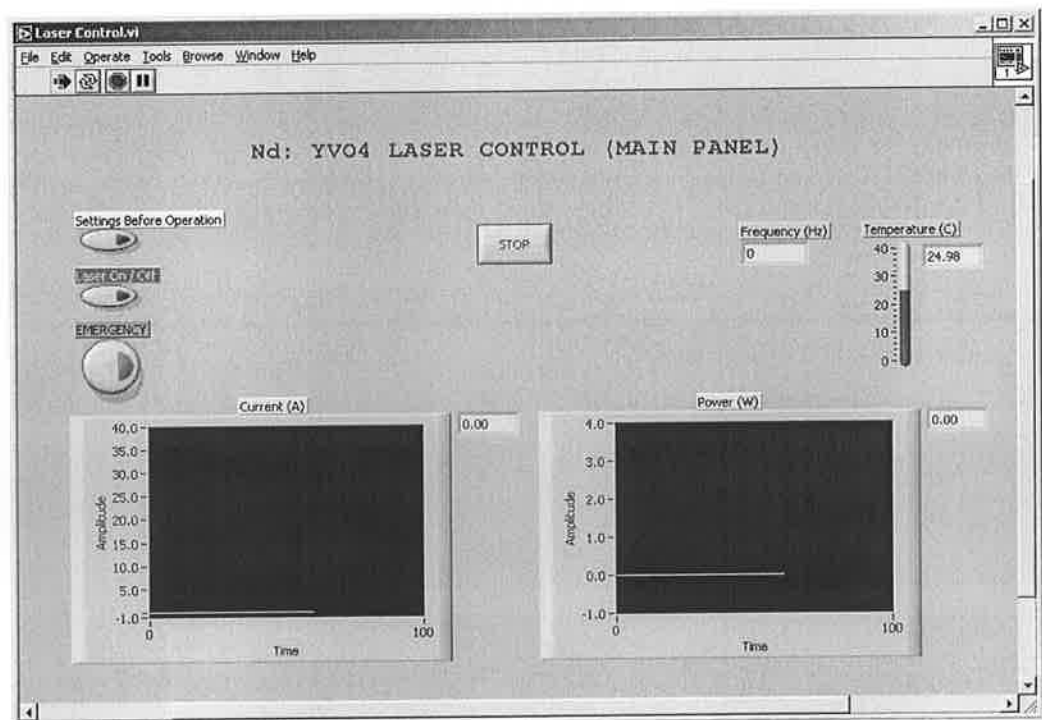 Laser Control.vi
File Edit Operate Tools Browse Window Help
1
Nd: YVO4 LASER CONTROL (MAIN PANEL)
Settings Before Operation
Laser On / Off
EMERGENCY
STOP
Frequency (Hz)
0
Temperature (C)
40
30
20
10
0
24.98
Current (A)
0.00
40.0
35.0
30.0
25.0
20.0
15.0
10.0
5.0
-1.0
Amplitude
0 100
Time
Power (W)
0.00
4.0
3.0
2.0
1.0
0.0
-1.0
Amplitude
0 100
Time